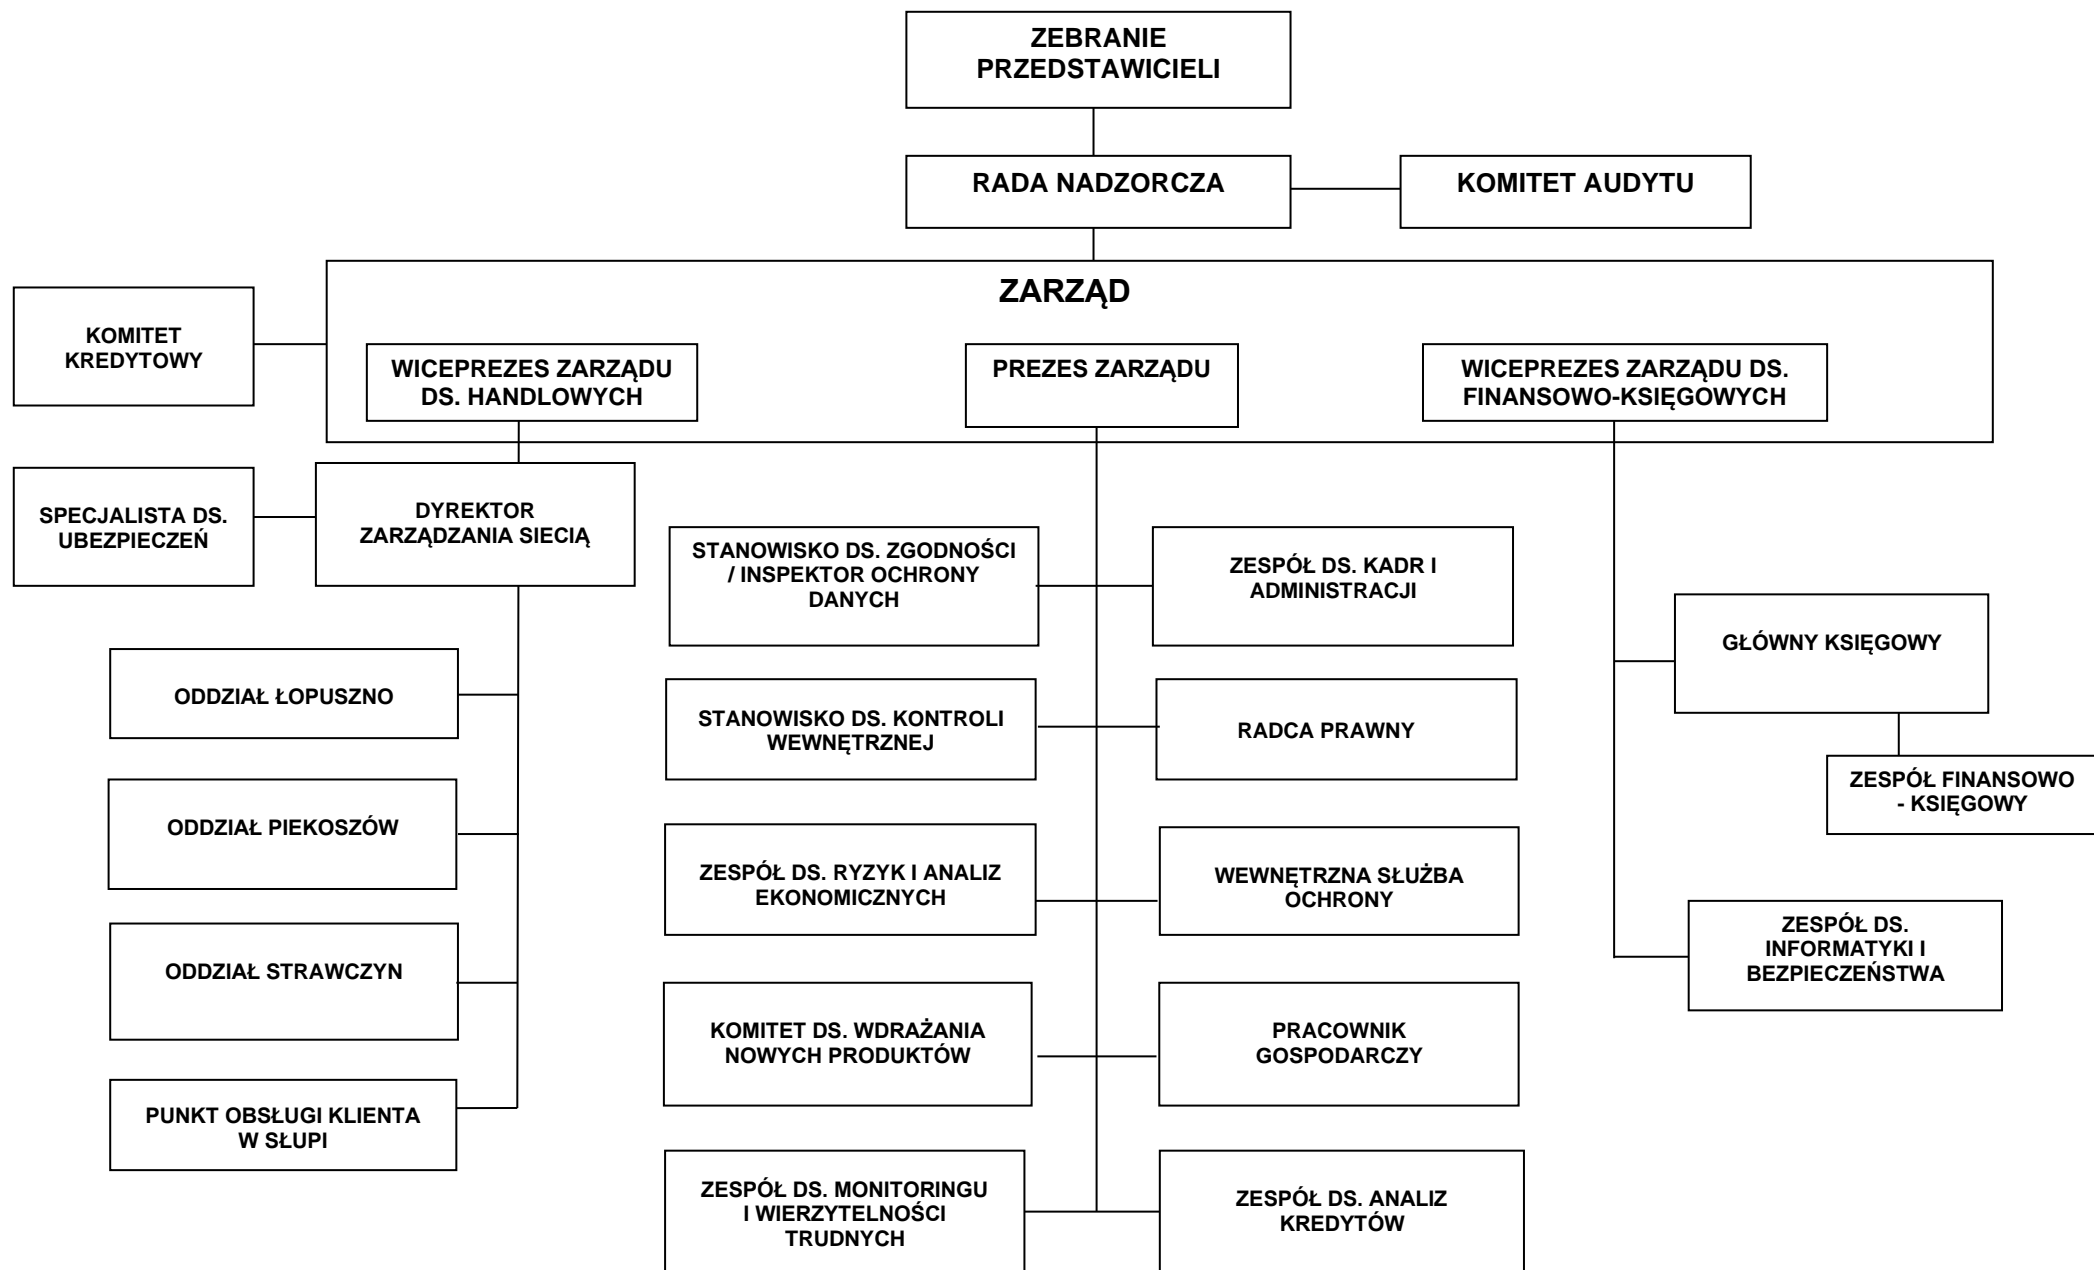 ZEBRANIE
PRZEDSTAWICIELI
RADA NADZORCZA
KOMITET AUDYTU
ZARZĄD
KOMITET
KREDYTOWY
WICEPREZES ZARZĄDU
DS. HANDLOWYCH
PREZES ZARZĄDU
WICEPREZES ZARZĄDU DS.
FINANSOWO-KSIĘGOWYCH
SPECJALISTA DS.
UBEZPIECZEŃ
DYREKTOR
ZARZĄDZANIA SIECIĄ
STANOWISKO DS. ZGODNOŚCI
/ INSPEKTOR OCHRONY
DANYCH
ZESPÓŁ DS. KADR I
ADMINISTRACJI
GŁÓWNY KSIĘGOWY
ODDZIAŁ ŁOPUSZNO
STANOWISKO DS. KONTROLI
WEWNĘTRZNEJ
RADCA PRAWNY
ZESPÓŁ FINANSOWO
- KSIĘGOWY
ODDZIAŁ PIEKOSZÓW
ZESPÓŁ DS. RYZYK I ANALIZ
EKONOMICZNYCH
WEWNĘTRZNA SŁUŻBA
OCHRONY
ZESPÓŁ DS.
INFORMATYKI I
BEZPIECZEŃSTWA
ODDZIAŁ STRAWCZYN
KOMITET DS. WDRAŻANIA
NOWYCH PRODUKTÓW
PRACOWNIK
GOSPODARCZY
PUNKT OBSŁUGI KLIENTA
W SŁUPI
ZESPÓŁ DS. MONITORINGU
I WIERZYTELNOŚCI
TRUDNYCH
ZESPÓŁ DS. ANALIZ
KREDYTÓW